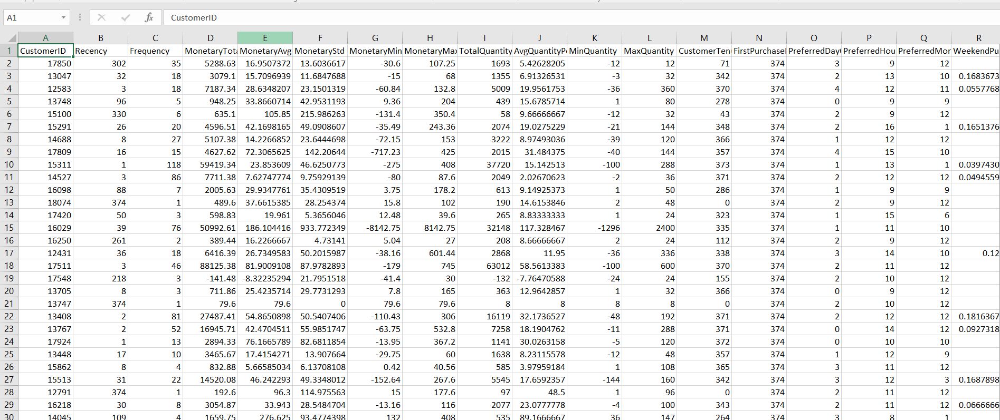 A1 fx CustomerID
A B C D E F G H I J K L M N O P Q R
1 CustomerID Recency Frequency MonetaryTota MonetaryAvg MonetaryStd MonetaryMin MonetaryMax TotalQuantity AvgQuantityP MinQuantity MaxQuantity CustomerTen FirstPurchase PreferredDay PreferredHou PreferredMor WeekendPu
2 17850 302 35 5288.63 16.9507372 13.6036617 -30.6 107.25 1693 5.42628205 -12 12 71 374 3 9 12
3 13047 32 18 3079.1 15.7096939 11.6847688 -15 68 1355 6.91326531 -3 32 342 374 2 13 10 0.1683673
4 12583 3 18 7187.34 28.6348207 23.1501319 -60.84 132.8 5009 19.9561753 -36 360 370 374 4 12 11 0.0557768
5 13748 96 5 948.25 33.8660714 42.9531193 9.36 204 439 15.6785714 1 80 278 374 0 9 9
6 15100 330 6 635.1 105.85 215.986263 -131.4 350.4 58 9.66666667 -12 32 43 374 2 9 12
7 15291 26 20 4596.51 42.1698165 49.0908607 -35.49 243.36 2074 19.0275229 -21 144 348 374 2 16 1 0.1651376
8 14688 8 27 5107.38 14.2266852 23.6444698 -72.15 153 3222 8.97493036 -39 120 366 374 1 12 12
9 17809 16 15 4627.62 72.3065625 142.20644 -717.23 425 2015 31.484375 -40 144 357 374 4 15 10
10 15311 1 118 59419.34 23.853609 46.6250773 -275 408 37720 15.142513 -100 288 373 374 1 13 1 0.0397430
11 14527 3 86 7711.38 7.62747774 9.75929139 -80 87.6 2049 2.02670623 -2 36 371 374 2 12 12 0.0494559
12 16098 88 7 2005.63 29.9347761 35.4309519 3.75 178.2 613 9.14925373 1 50 286 374 1 9 9
13 18074 374 1 489.6 37.6615385 28.254374 15.8 102 190 14.6153846 2 48 0 374 2 9 12
14 17420 50 3 598.83 19.961 5.3656046 12.48 39.6 265 8.83333333 1 24 323 374 1 15 6
15 16029 39 76 50992.61 186.104416 933.772349 -8142.75 8142.75 32148 117.328467 -1296 2400 335 374 1 11 10
16 16250 261 2 389.44 16.2266667 4.73141 5.04 27 208 8.66666667 2 24 112 374 2 9 12
17 12431 36 18 6416.39 26.7349583 50.2015987 -38.16 601.44 2868 11.95 -36 336 338 374 3 14 10 0.12
18 17511 3 46 88125.38 81.9009108 87.9782893 -179 745 63012 58.5613383 -100 600 370 374 2 11 12
19 17548 218 3 -141.48 -8.32235294 21.7951518 -41.4 30 -132 -7.76470588 -24 24 155 374 2 10 12
20 13705 8 3 711.86 25.4235714 29.7731293 7.8 165 363 12.9642857 1 32 366 374 0 9 12
21 13747 374 1 79.6 79.6 0 79.6 79.6 8 8 8 8 0 374 2 10 12
22 13408 2 81 27487.41 54.8650898 50.5407406 -110.43 306 16119 32.1736527 -48 192 371 374 2 12 12 0.1816367
23 13767 2 52 16945.71 42.4704511 55.9851747 -63.75 532.8 7258 18.1904762 -11 288 371 374 0 14 12 0.0927318
24 17924 1 13 2894.33 76.1665789 82.6811854 -13.95 367.2 1141 30.0263158 -5 120 372 374 0 10 10
25 13448 17 10 3465.67 17.4154271 13.907664 -29.75 60 1638 8.23115578 -12 48 357 374 1 12 9
26 15862 8 4 832.88 5.66585034 6.13708108 0.42 40.56 585 3.97959184 1 108 365 374 3 11 12
27 15513 31 22 14520.08 46.242293 49.3348012 -152.64 267.6 5545 17.6592357 -144 160 342 374 3 12 3 0.1687898
28 12791 374 1 192.6 96.3 114.975563 15 177.6 97 48.5 1 96 0 374 2 11 12
29 16218 30 8 3054.87 33.943 28.5484704 -13.16 116 2077 23.0777778 -4 100 343 374 2 11 12 0.0666666
30 14045 109 4 1659.75 276.625 93.4774398 132 408 535 89.1666667 36 147 264 374 3 8 1